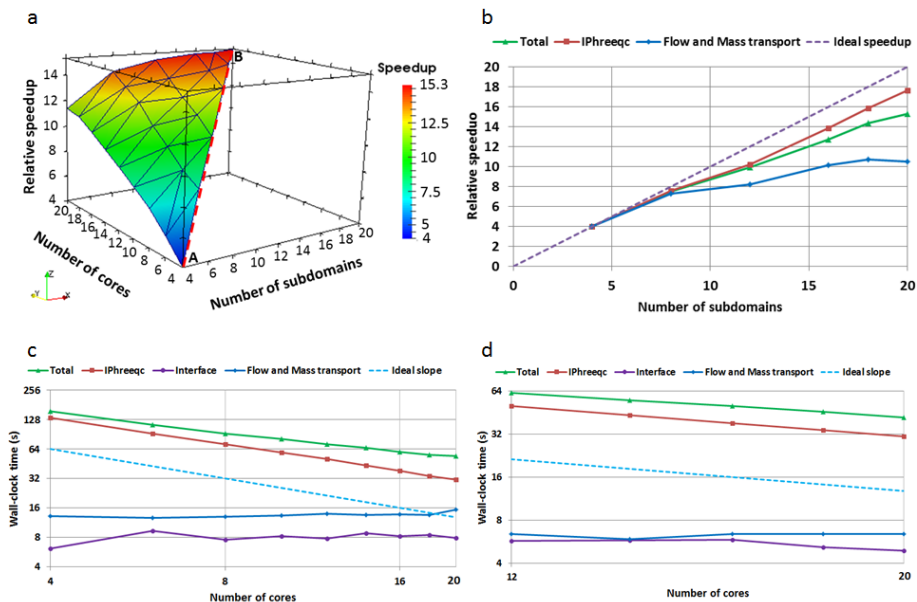 a
Relative speedup
14
12
10
8
6
4
20
18
16
14
12
10
8
6
4
Number of cores
4 6 8 10 12 14 16 18 20
Number of subdomains
A
B
Speedup
15.3
12.5
10
7.5
5
4
Z
Y
X
b
Total IPhreeqc Flow and Mass transport Ideal speedup
Relative speeduo
20
18
16
14
12
10
8
6
4
2
0
0 5 10 15 20
Number of subdomains
c
Total IPhreeqc Interface Flow and Mass transport Ideal slope
Wall-clock time (s)
256
128
64
32
16
8
4
4 8 16 20
Number of cores
d
Total IPhreeqc Interface Flow and Mass transport Ideal slope
Wall-clock time (s)
64
32
16
8
4
12 20
Number of cores